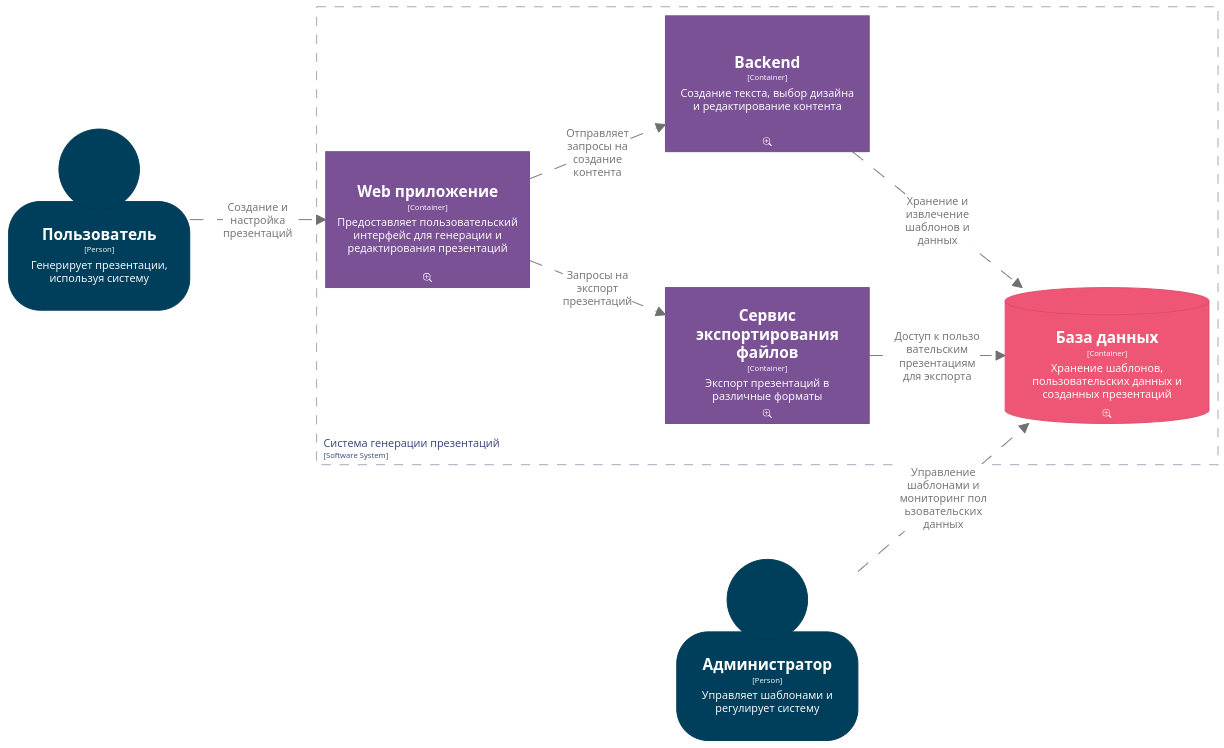 Backend
[Container]
Создание текста, выбор дизайна
и редактирование контента
Отправляет
запросы на
создание
контента
Web приложение
[Container]
Предоставляет пользовательский
интерфейс для генерации и
редактирования презентаций
Создание и
настройка
презентаций
Пользователь
[Person]
Генерирует презентации,
используя систему
Хранение и
извлечение
шаблонов и
данных
Запросы на
экспорт
презентаций
Сервис
экспортирования
файлов
[Container]
Экспорт презентаций в
различные форматы
Доступ к пользо
вательским
презентациям
для экспорта
База данных
[Container]
Хранение шаблонов,
пользовательских данных и
созданных презентаций
Система генерации презентаций
[Software System]
Управление
шаблонами и
мониторинг пол
ьзовательских
данных
Администратор
[Person]
Управляет шаблонами и
регулирует систему